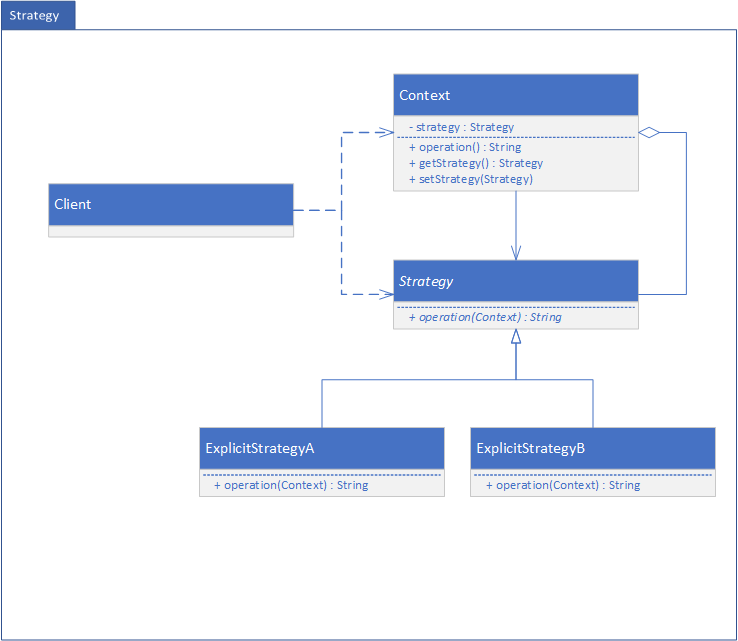 Strategy
Context
- strategy : Strategy
+ operation() : String
+ getStrategy() : Strategy
+ setStrategy(Strategy)
Client
Strategy
+ operation(Context) : String
ExplicitStrategyA
+ operation(Context) : String
ExplicitStrategyB
+ operation(Context) : String